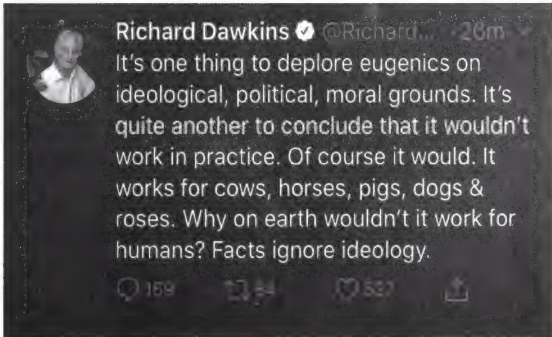 Richard Dawkins @Richard... · 26m
It's one thing to deplore eugenics on
ideological, political, moral grounds. It's
quite another to conclude that it wouldn't
work in practice. Of course it would. It
works for cows, horses, pigs, dogs &
roses. Why on earth wouldn't it work for
humans? Facts ignore ideology.
159 84